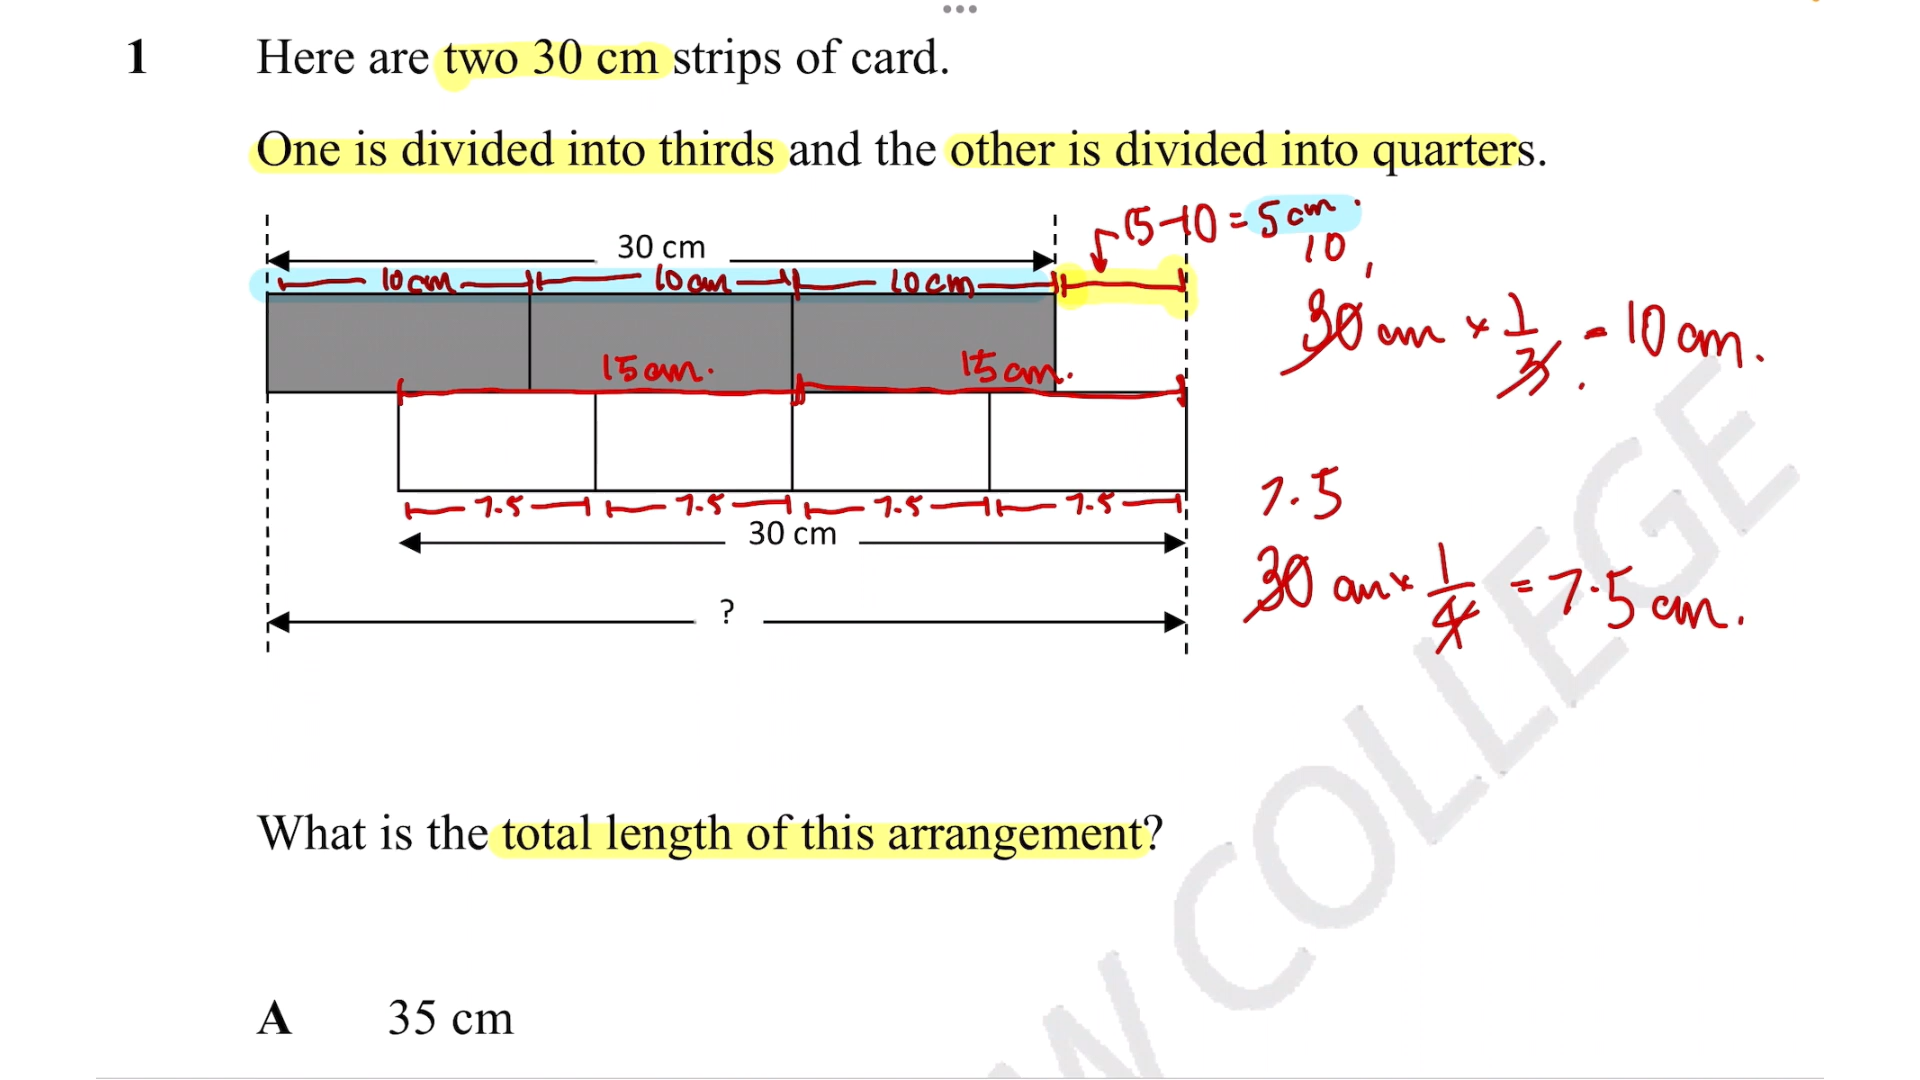 1 Here are two 30 cm strips of card.
One is divided into thirds and the other is divided into quarters.
15-10 = 5 cm.
30 cm
10
10cm 10cm 10cm
30 cm × 1/3 = 10 cm.
15cm. 15cm.
7.5
7.5 7.5 7.5 7.5
30 cm
30 cm × 1/4 = 7.5 cm.
?
What is the total length of this arrangement?
A 35 cm
W COLLEGE